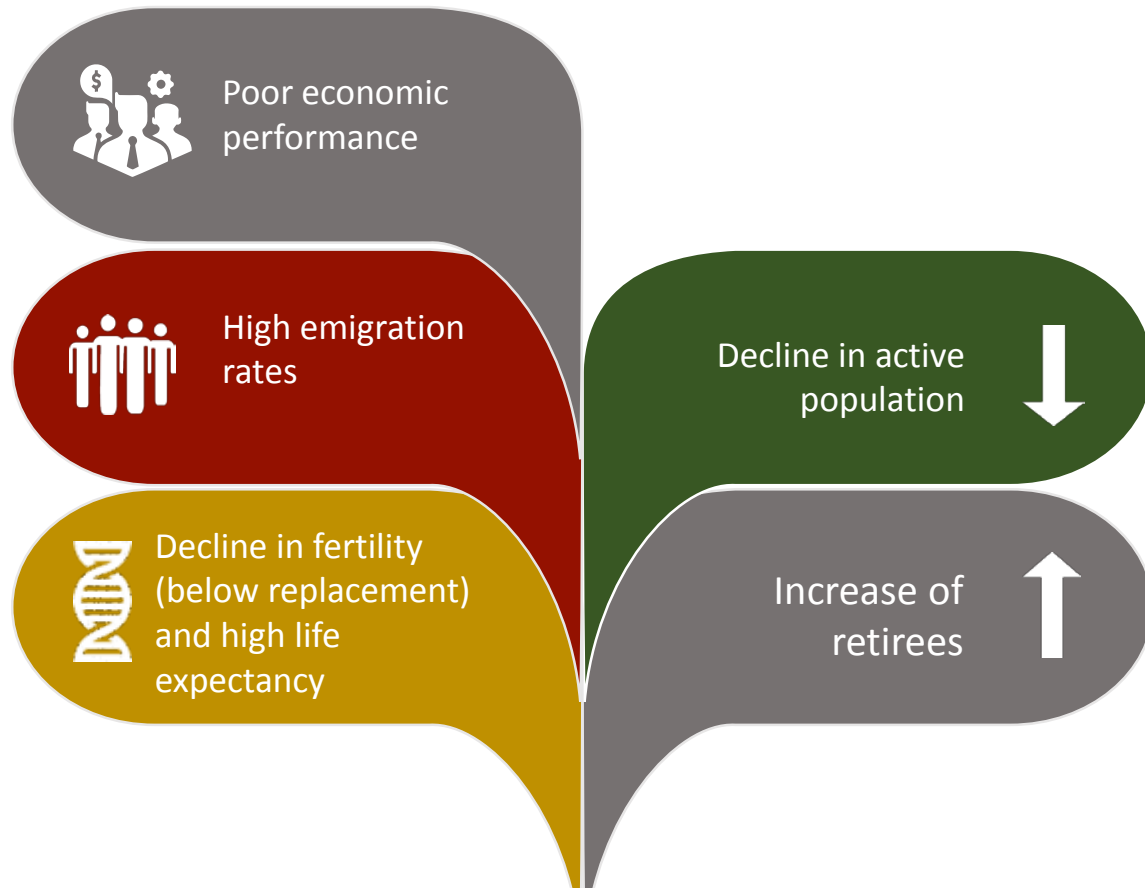 $
Poor economic
performance
High emigration
rates
Decline in fertility
(below replacement)
and high life
expectancy
Decline in active
population
Increase of
retirees